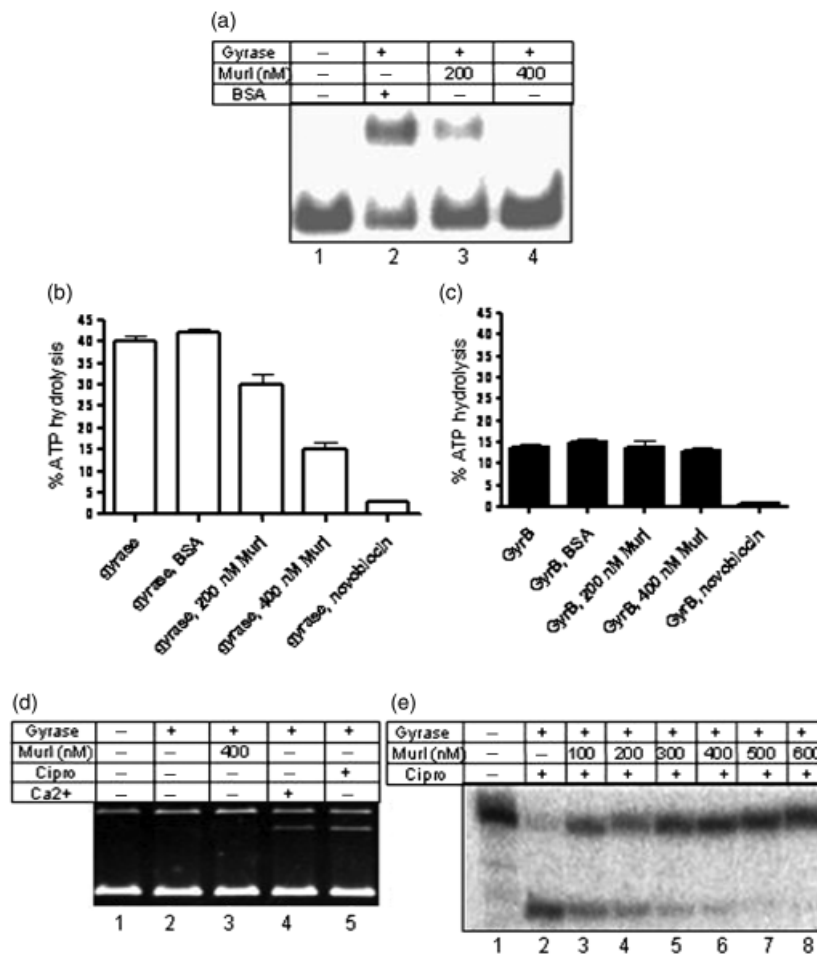 (a)
Gyrase – + + +
MurI (nM) – – 200 400
BSA – + – –
1 2 3 4
(b)
% ATP hydrolysis
45
40
35
30
25
20
15
10
5
0
gyrase
gyrase, BSA
gyrase, 200 nM MurI
gyrase, 400 nM MurI
gyrase, novobiocin
(c)
% ATP hydrolysis
45
40
35
30
25
20
15
10
5
0
GyrB
GyrB, BSA
GyrB, 200 nM MurI
GyrB, 400 nM MurI
GyrB, novobiocin
(d)
Gyrase – + + + +
MurI (nM) – – 400 – –
Cipro – – – – +
Ca2+ – – – + –
1 2 3 4 5
(e)
Gyrase – + + + + + + +
MurI (nM) – – 100 200 300 400 500 600
Cipro – + + + + + + +
1 2 3 4 5 6 7 8